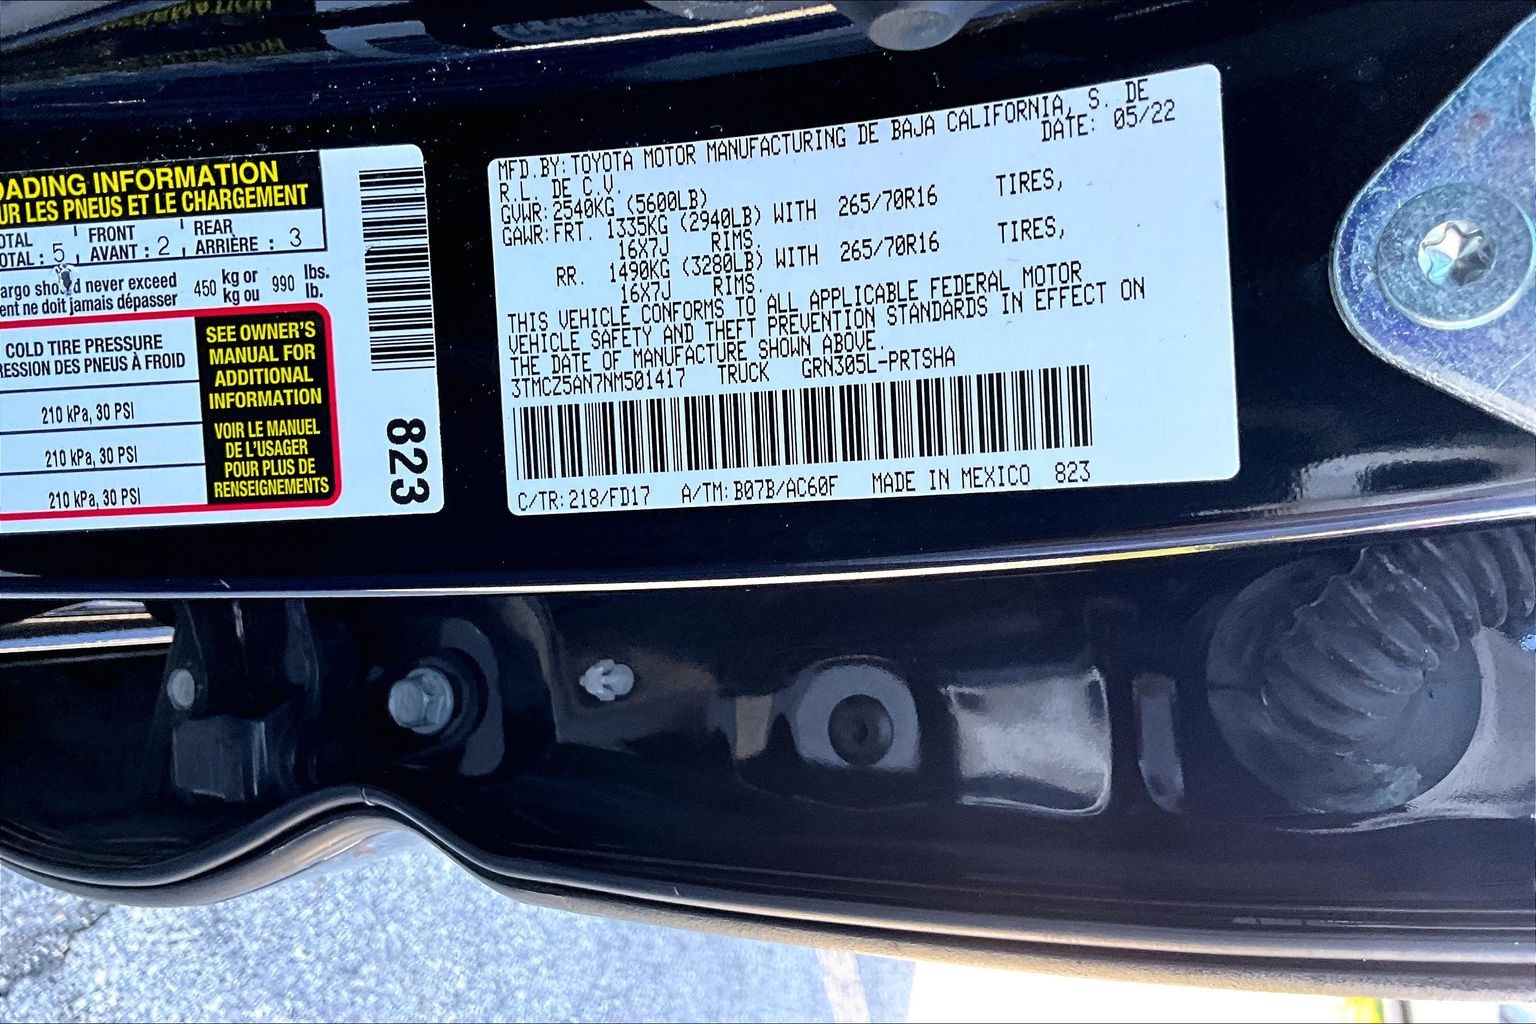 OADING INFORMATION
UR LES PNEUS ET LE CHARGEMENT
OTAL FRONT REAR
OTAL : 5 AVANT : 2 ARRIÈRE : 3
argo should never exceed 450 kg or 990 lbs.
ent ne doit jamais dépasser kg ou lb.
COLD TIRE PRESSURE
RESSION DES PNEUS À FROID
210 kPa, 30 PSI
210 kPa, 30 PSI
210 kPa, 30 PSI
SEE OWNER'S
MANUAL FOR
ADDITIONAL
INFORMATION
VOIR LE MANUEL
DE L'USAGER
POUR PLUS DE
RENSEIGNEMENTS
823
MFD.BY:TOYOTA MOTOR MANUFACTURING DE BAJA CALIFORNIA, S. DE
R.L. DE C.V. DATE: 05/22
GVWR:2540KG (5600LB)
GAWR:FRT. 1335KG (2940LB) WITH 265/70R16 TIRES,
16X7J RIMS.
RR. 1490KG (3280LB) WITH 265/70R16 TIRES,
16X7J RIMS.
THIS VEHICLE CONFORMS TO ALL APPLICABLE FEDERAL MOTOR
VEHICLE SAFETY AND THEFT PREVENTION STANDARDS IN EFFECT ON
THE DATE OF MANUFACTURE SHOWN ABOVE.
3TMCZ5AN7NM501417 TRUCK GRN305L-PRTSHA
C/TR:218/FD17 A/TM:B07B/AC60F MADE IN MEXICO 823